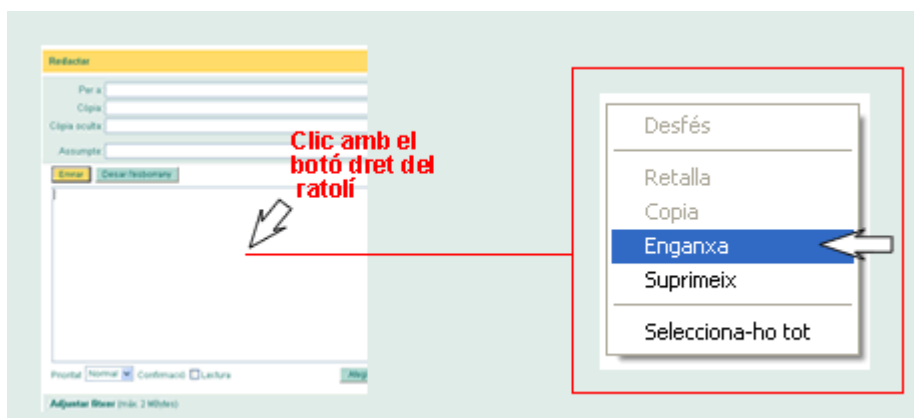 Redactar
Per a
Còpia
Còpia oculta
Assumpte
Clic amb el
botó dret del
ratolí
Enviar
Desar
Prioritat Normal Confirmació Lectura
Adjuntar fitxer (màx. 2 MBytes)
Desfés
Retalla
Copia
Enganxa
Suprimeix
Selecciona-ho tot